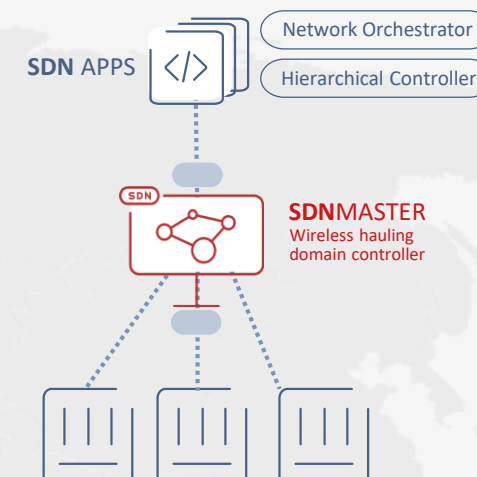 Network Orchestrator
SDN APPS
</>
Hierarchical Controller
SDN
SDNMASTER
Wireless hauling
domain controller